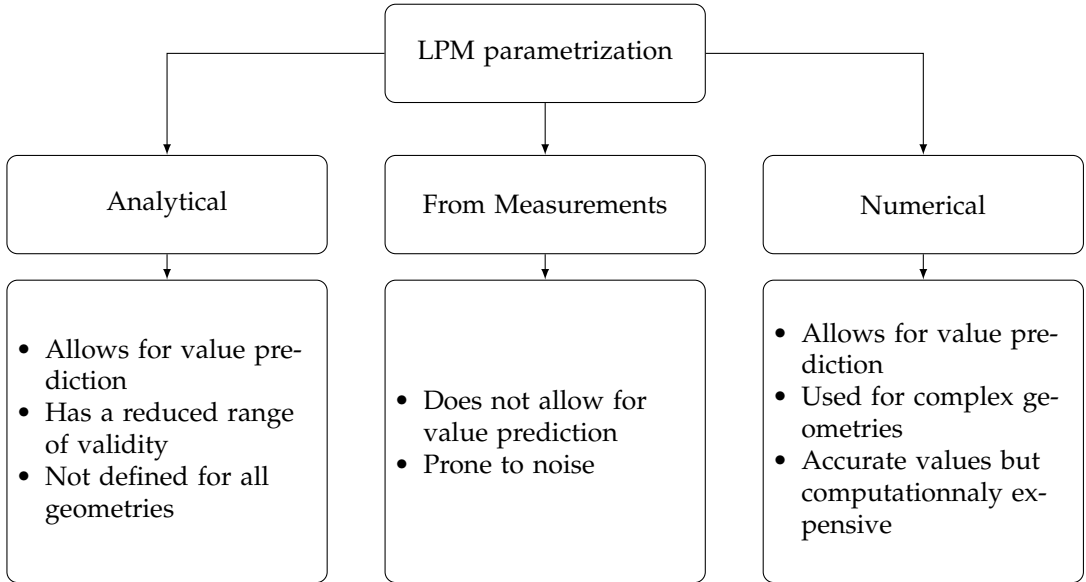 LPM parametrization
Analytical
From Measurements
Numerical
• Allows for value pre-
diction
• Has a reduced range
of validity
• Not defined for all
geometries
• Does not allow for
value prediction
• Prone to noise
• Allows for value pre-
diction
• Used for complex ge-
ometries
• Accurate values but
computationnaly ex-
pensive